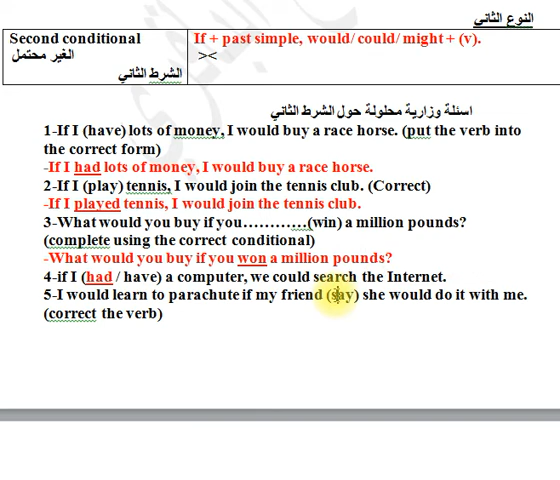 النوع الثاني
Second conditional
الغير محتمل
الشرط الثاني
If + past simple, would/ could/ might + (v).
><
اسئلة وزارية محلولة حول الشرط الثاني
1-If I (have) lots of money, I would buy a race horse. (put the verb into
the correct form)
-If I had lots of money, I would buy a race horse.
2-If I (play) tennis, I would join the tennis club. (Correct)
-If I played tennis, I would join the tennis club.
3-What would you buy if you…………(win) a million pounds?
(complete using the correct conditional)
-What would you buy if you won a million pounds?
4-if I (had / have) a computer, we could search the Internet.
5-I would learn to parachute if my friend (say) she would do it with me.
(correct the verb)